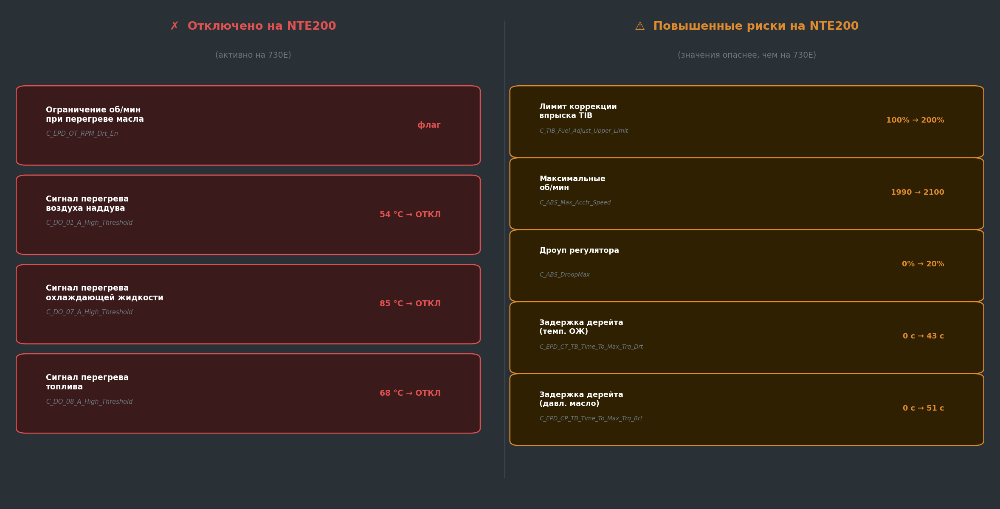 ✗ Отключено на NTE200
(активно на 730E)
Ограничение об/мин
при перегреве масла
C_EPD_OT_RPM_Drt_En
флаг
Сигнал перегрева
воздуха наддува
C_DO_01_A_High_Threshold
54 °C → ОТКЛ
Сигнал перегрева
охлаждающей жидкости
C_DO_07_A_High_Threshold
85 °C → ОТКЛ
Сигнал перегрева
топлива
C_DO_08_A_High_Threshold
68 °C → ОТКЛ
⚠ Повышенные риски на NTE200
(значения опаснее, чем на 730E)
Лимит коррекции
впрыска TIB
C_TIB_Fuel_Adjust_Upper_Limit
100% → 200%
Максимальные
об/мин
C_ABS_Max_Acctr_Speed
1990 → 2100
Дроуп регулятора
C_ABS_DroopMax
0% → 20%
Задержка дерейта
(темп. ОЖ)
C_EPD_CT_TB_Time_To_Max_Trq_Drt
0 с → 43 с
Задержка дерейта
(давл. масло)
C_EPD_CP_TB_Time_To_Max_Trq_Brt
0 с → 51 с